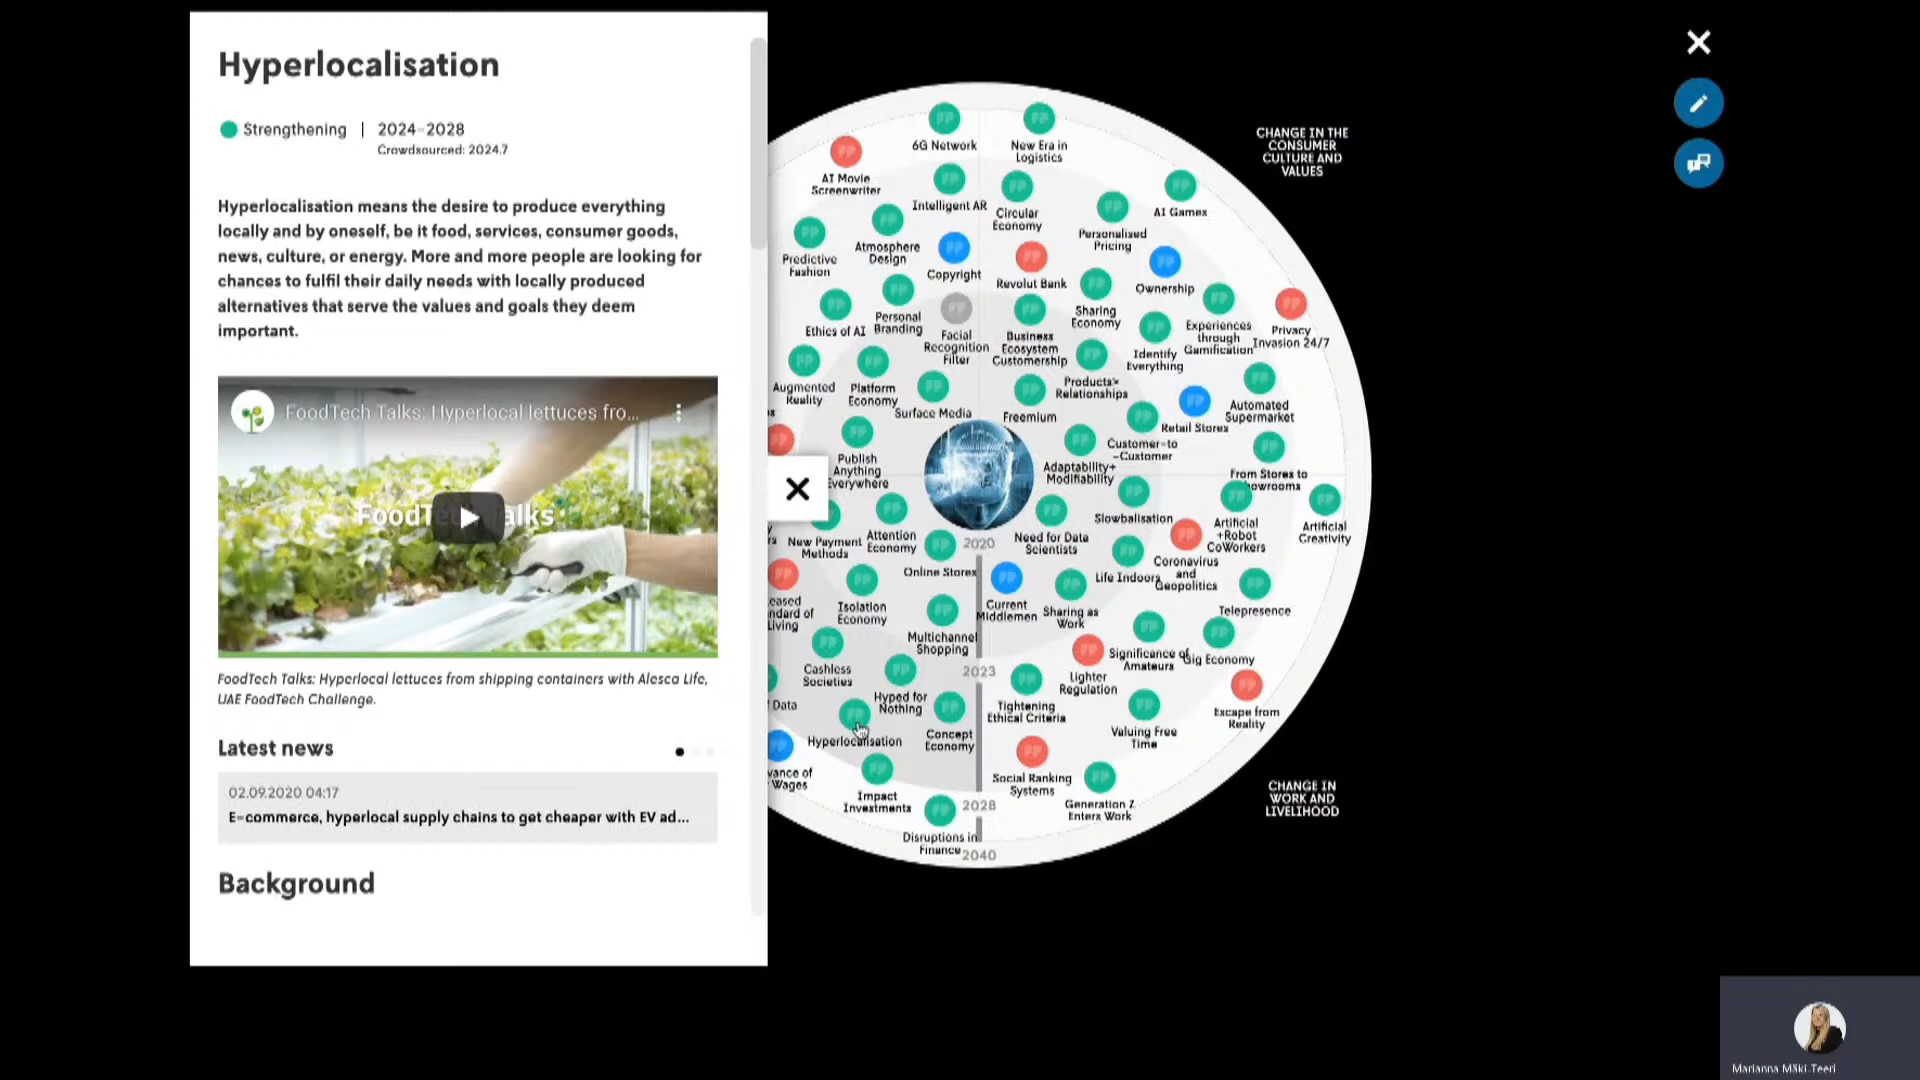 Hyperlocalisation
Strengthening | 2024-2028
Crowdsourced: 2024.7
Hyperlocalisation means the desire to produce everything
locally and by oneself, be it food, services, consumer goods,
news, culture, or energy. More and more people are looking for
chances to fulfil their daily needs with locally produced
alternatives that serve the values and goals they deem
important.
FoodTech Talks: Hyperlocal lettuces fro...
FoodTech Talks: Hyperlocal lettuces from shipping containers with Alesca Life,
UAE FoodTech Challenge.
Latest news
02.09.2020 04:17
E-commerce, hyperlocal supply chains to get cheaper with EV ad...
Background
CHANGE IN THE
CONSUMER
CULTURE AND
VALUES
6G Network
New Era in
Logistics
AI Movie
Screenwriter
Intelligent AR
Circular
Economy
AI Games
Personalised
Pricing
Predictive
Fashion
Atmosphere
Design
Copyright
Revolut Bank
Ownership
Ethics of AI
Personal
Branding
Facial
Recognition
Filter
Business
Ecosystem
Customership
Sharing
Economy
Identify
Everything
Experiences
through
Gamification
Privacy
Invasion 24/7
Augmented
Reality
Platform
Economy
Surface Media
Freemium
Products>
Relationships
Retail Stores
Automated
Supermarket
Publish
Anything
Everywhere
Adaptability+
Modifiability
Customer-to
-Customer
From Stores to
howrooms
New Payment
Methods
Attention
Economy
Online Stores
2020
Need for Data
Scientists
Slowbalisation
Coronavirus
and
Geopolitics
Artificial
+Robot
CoWorkers
Artificial
Creativity
eased
ndard of
Living
Isolation
Economy
Multichannel
Shopping
Current
Middlemen
Sharing as
Work
Life Indoors
Telepresence
Cashless
Societies
2023
Significance of
Amateurs
Gig Economy
Data
Hyped for
Nothing
Lighter
Regulation
Tightening
Ethical Criteria
Escape from
Reality
Hyperlocalisation
Concept
Economy
Valuing Free
Time
vance of
Wages
Impact
Investments
Social Ranking
Systems
Generation Z
Enters Work
2028
Disruptions in
Finance
2040
CHANGE IN
WORK AND
LIVELIHOOD
Marianna Mäki-Teeri